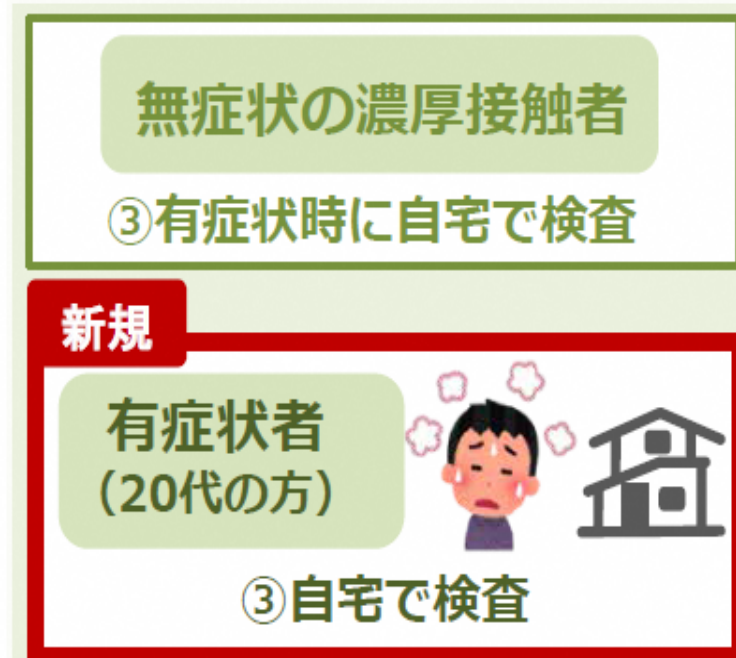 無症状の濃厚接触者
③有症状時に自宅で検査
新規
有症状者
（20代の方）
③自宅で検査